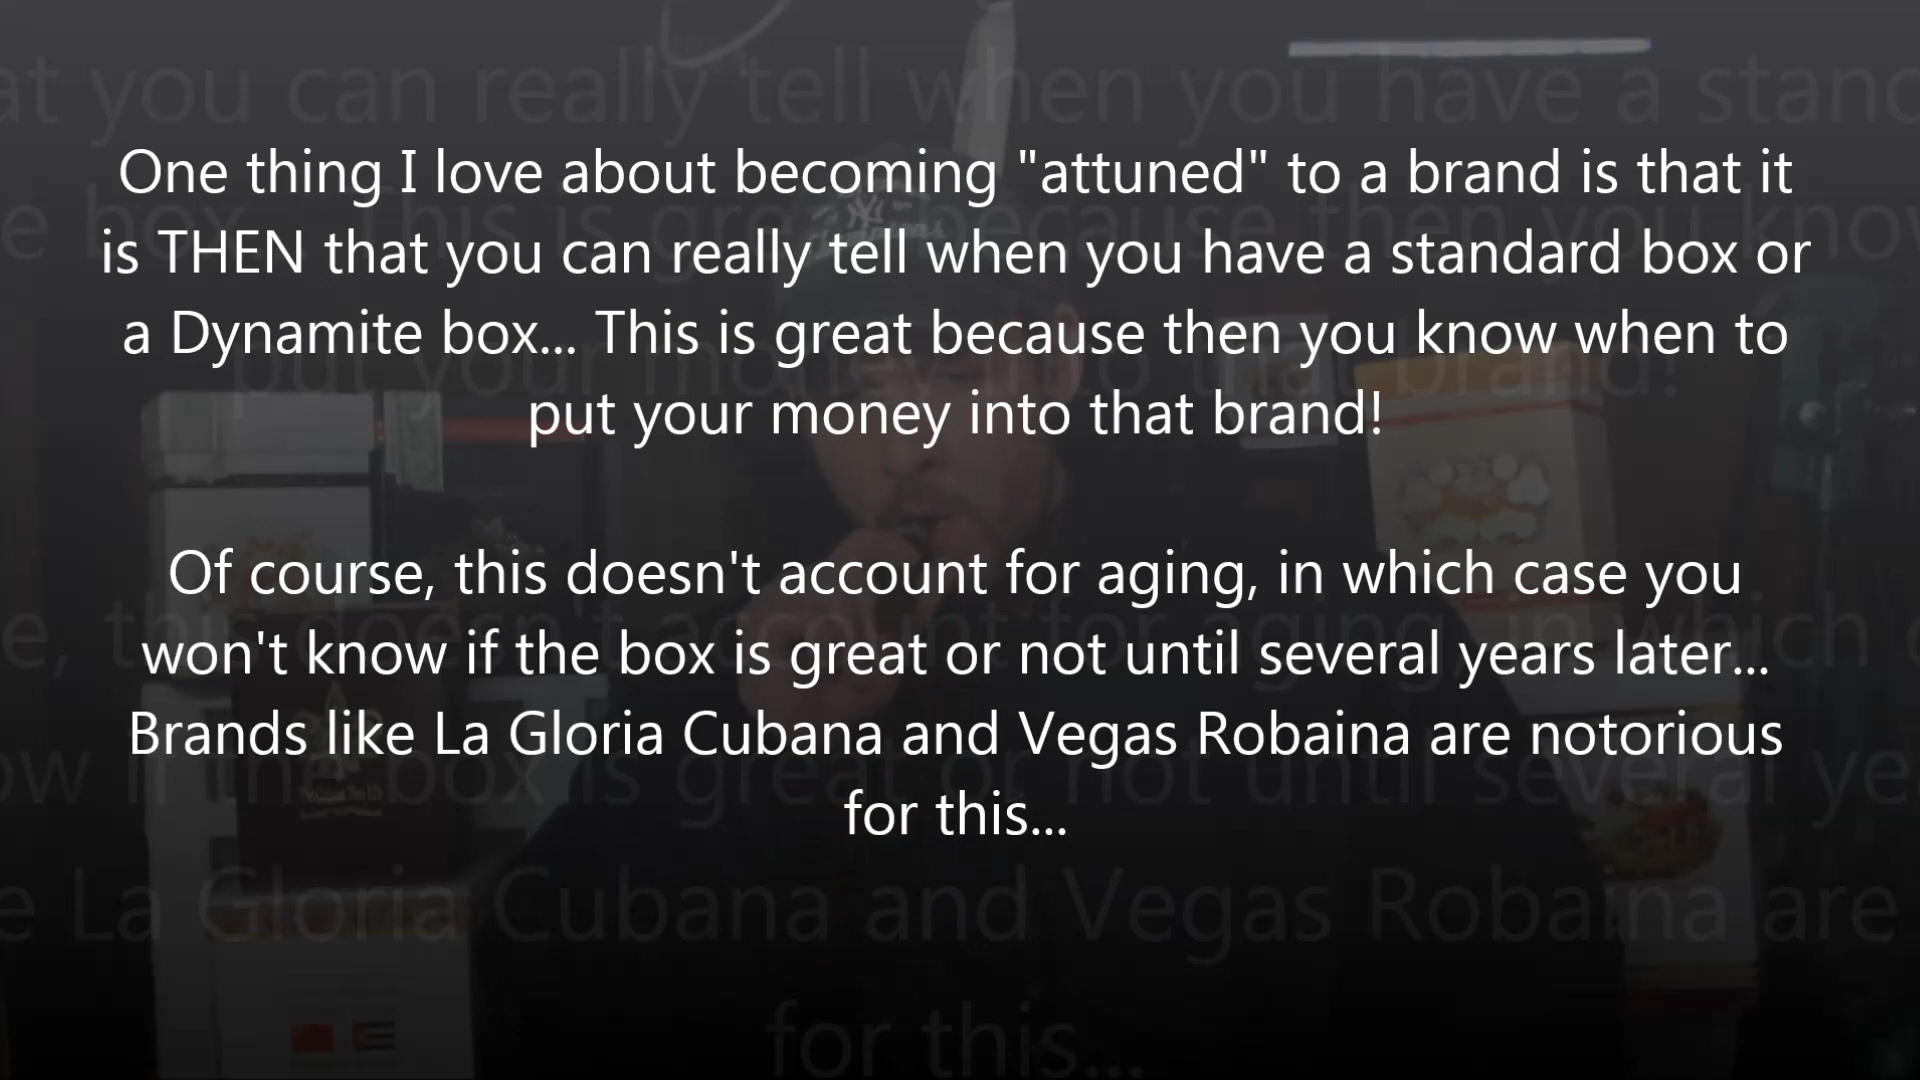 One thing I love about becoming "attuned" to a brand is that it
is THEN that you can really tell when you have a standard box or
a Dynamite box... This is great because then you know when to
put your money into that brand!
Of course, this doesn't account for aging, in which case you
won't know if the box is great or not until several years later...
Brands like La Gloria Cubana and Vegas Robaina are notorious
for this...